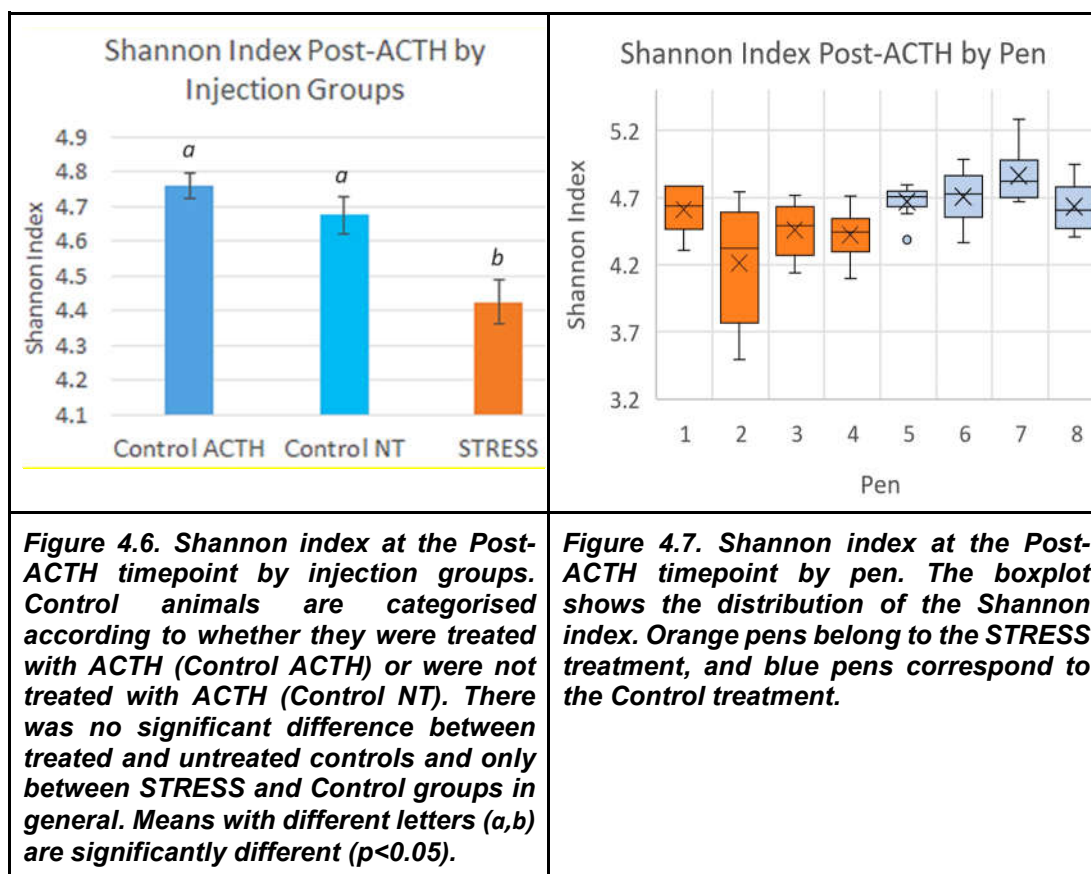 Shannon Index Post-ACTH by
Injection Groups
Shannon Index
4.9
4.8
4.7
4.6
4.5
4.4
4.3
4.2
4.1
a
a
b
Control ACTH Control NT STRESS
Shannon Index Post-ACTH by Pen
Shannon Index
5.2
4.7
4.2
3.7
3.2
1 2 3 4 5 6 7 8
Pen
Figure 4.6. Shannon index at the Post-
ACTH timepoint by injection groups.
Control animals are categorised
according to whether they were treated
with ACTH (Control ACTH) or were not
treated with ACTH (Control NT). There
was no significant difference between
treated and untreated controls and only
between STRESS and Control groups in
general. Means with different letters (a,b)
are significantly different (p<0.05).
Figure 4.7. Shannon index at the Post-
ACTH timepoint by pen. The boxplot
shows the distribution of the Shannon
index. Orange pens belong to the STRESS
treatment, and blue pens correspond to
the Control treatment.